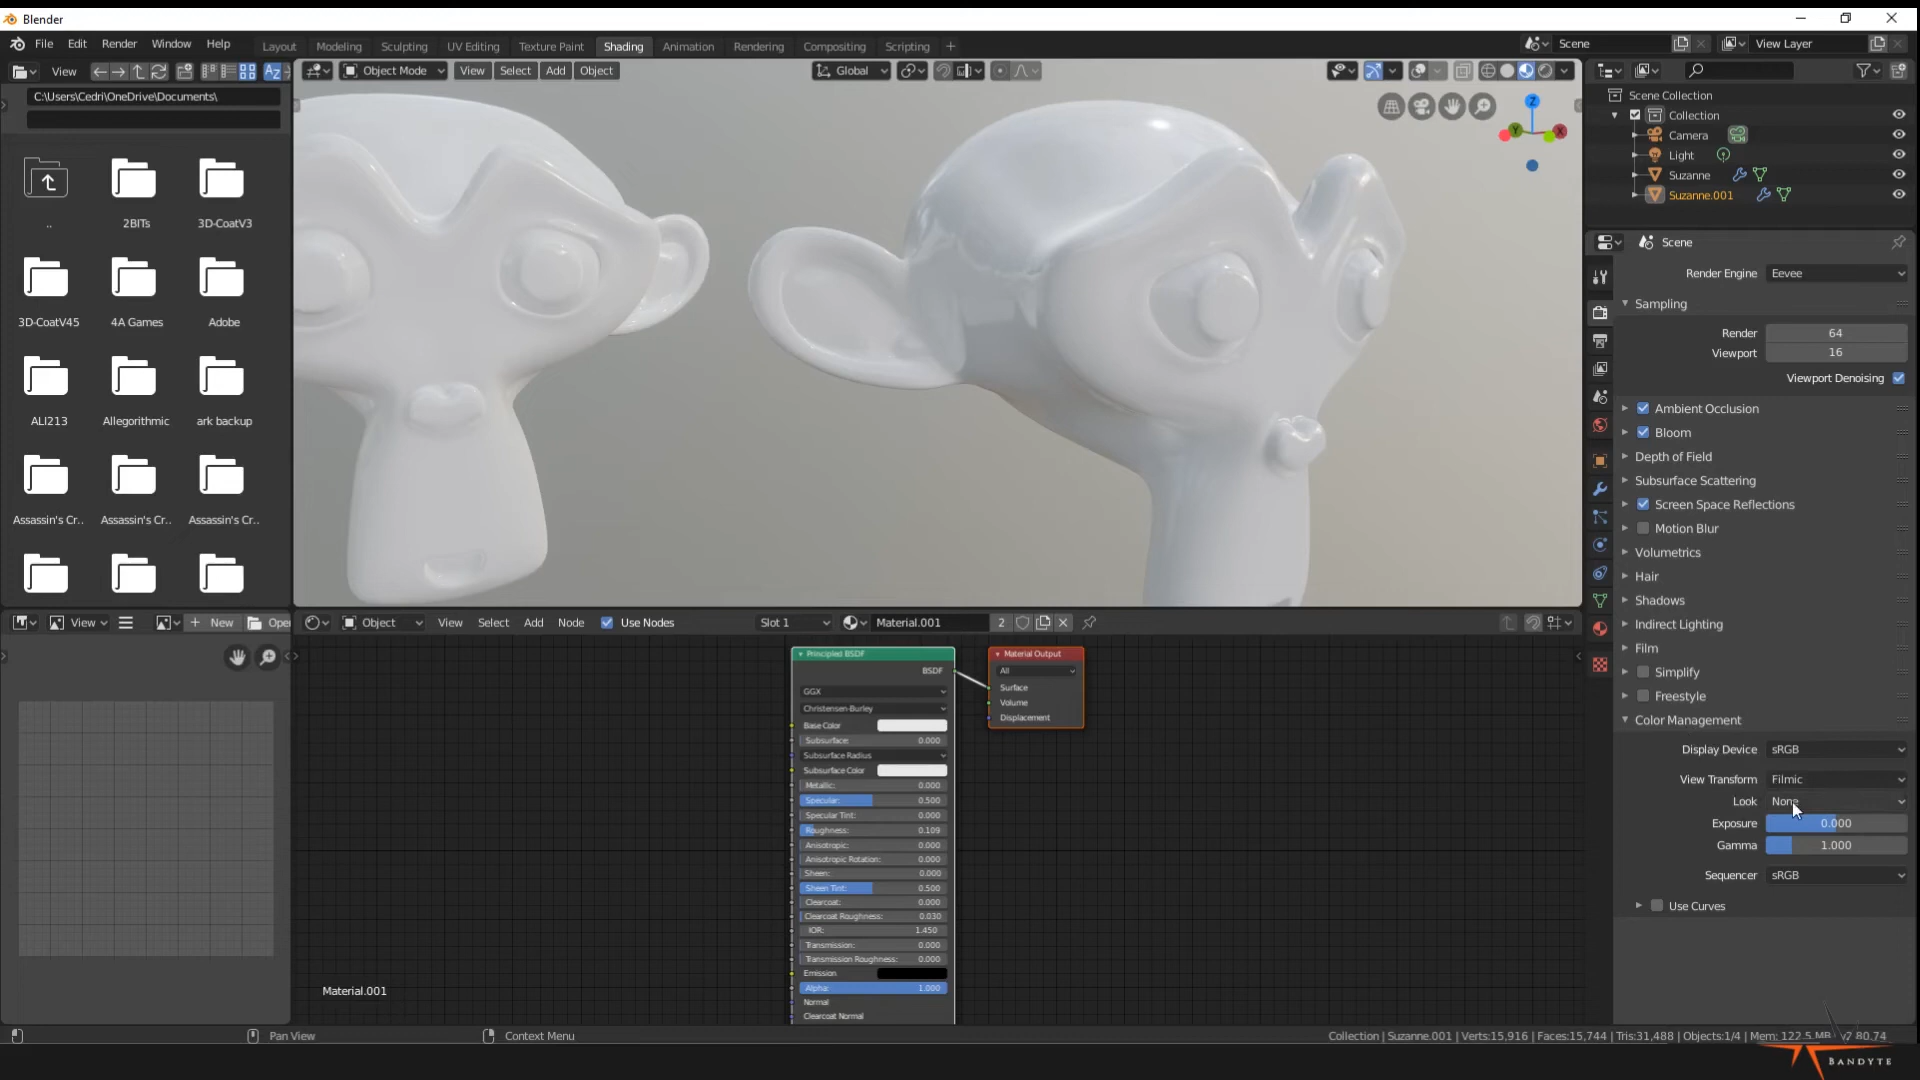 Blender
File Edit Render Window Help Layout Modeling Sculpting UV Editing Texture Paint Shading Animation Rendering Compositing Scripting + Scene View Layer
View Object Mode View Select Add Object Global
C:\Users\Cedri\OneDrive\Documents\
.. 2BITs 3D-CoatV3
3D-CoatV45 4A Games Adobe
ALI213 Allegorithmic ark backup
Assassin's Cr.. Assassin's Cr.. Assassin's Cr..
Z
Y X
Scene Collection
Collection
Camera
Light
Suzanne
Suzanne.001
Scene
Render Engine Eevee
Sampling
Render 64
Viewport 16
Viewport Denoising
Ambient Occlusion
Bloom
Depth of Field
Subsurface Scattering
Screen Space Reflections
Motion Blur
Volumetrics
Hair
Shadows
Indirect Lighting
Film
Simplify
Freestyle
Color Management
Display Device sRGB
View Transform Filmic
Look None
Exposure 0.000
Gamma 1.000
Sequencer sRGB
Use Curves
View + New Open
Object View Select Add Node Use Nodes Slot 1 Material.001 2
Principled BSDF
BSDF
GGX
Christensen-Burley
Base Color
Subsurface: 0.000
Subsurface Radius
Subsurface Color
Metallic: 0.000
Specular: 0.500
Specular Tint: 0.000
Roughness: 0.109
Anisotropic: 0.000
Anisotropic Rotation: 0.000
Sheen: 0.000
Sheen Tint: 0.500
Clearcoat: 0.000
Clearcoat Roughness: 0.030
IOR: 1.450
Transmission: 0.000
Transmission Roughness: 0.000
Emission
Alpha: 1.000
Normal
Clearcoat Normal
Material Output
All
Surface
Volume
Displacement
Material.001
Pan View Context Menu
Collection | Suzanne.001 | Verts:15,916 | Faces:15,744 | Tris:31,488 | Objects:1/4 | Mem: 122.5 MB
BANDYTE